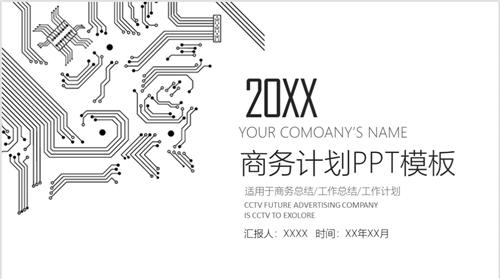 20XX
YOUR COMOANY'S NAME
商务计划PPT模板
适用于商务总结/工作总结/工作计划
CCTV FUTURE ADVERTISING COMPANY
IS CCTV TO EXOLORE
汇报人：XXXX 时间：XX年XX月